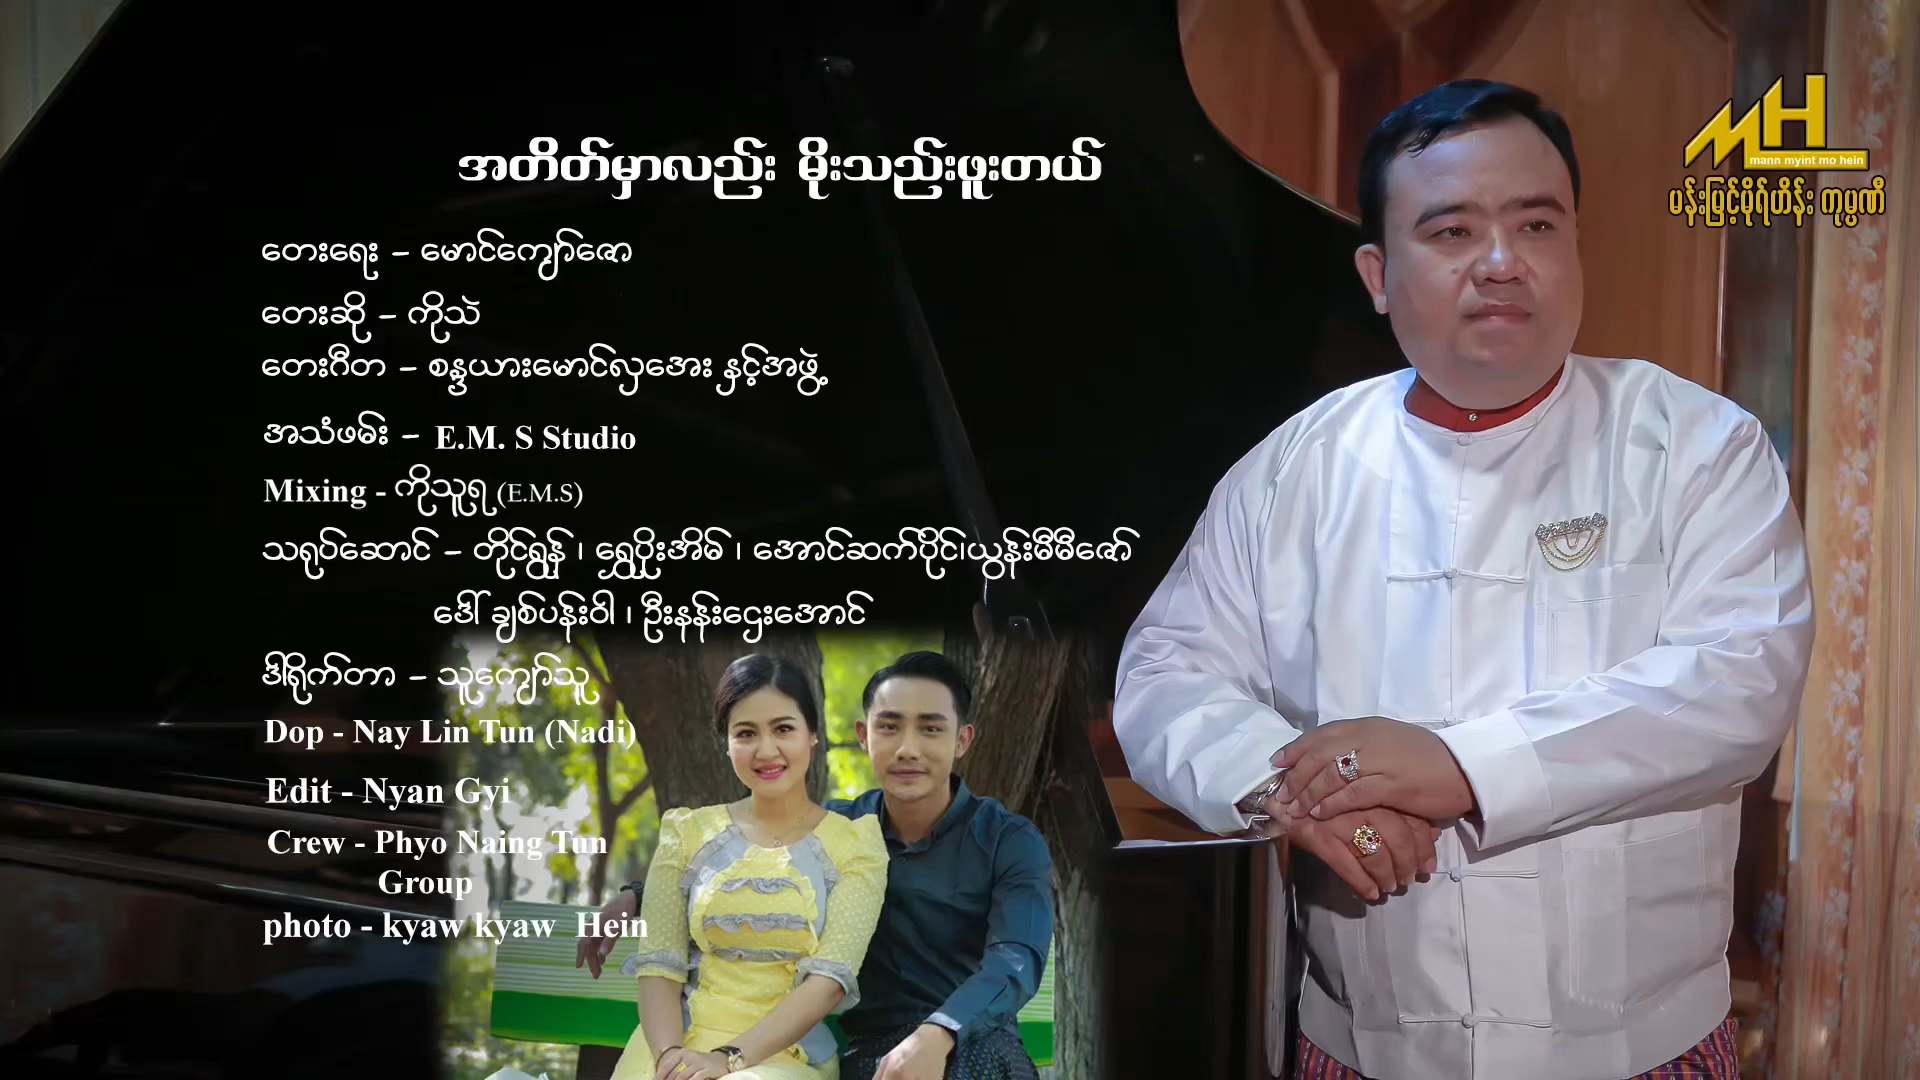 အတိတ်မှာလည်း မိုးသည်းဖူးတယ်
mann myint mo hein
မန်းမြင့်မိုရ်ဟိန်း ကုမ္ပဏီ
တေးရေး – မောင်ကျော်ဇော
တေးဆို – ကိုသဲ
တေးဂီတ – စန္ဒယားမောင်လှအေး နှင့်အဖွဲ့
အသံဖမ်း – E.M. S Studio
Mixing - ကိုသူရ (E.M.S)
သရုပ်ဆောင် – တိုင်ရွှန် ၊ ရွှေပိုးအိမ် ၊ အောင်ဆက်ပိုင်၊ယွန်းမီမီဇော်
ဒေါ်ချစ်ပန်းဝါ ၊ ဦးနန်းဌေးအောင်
ဒါရိုက်တာ – သူကျော်သူ
Dop - Nay Lin Tun (Nadi)
Edit - Nyan Gyi
Crew - Phyo Naing Tun
Group
photo - kyaw kyaw Hein